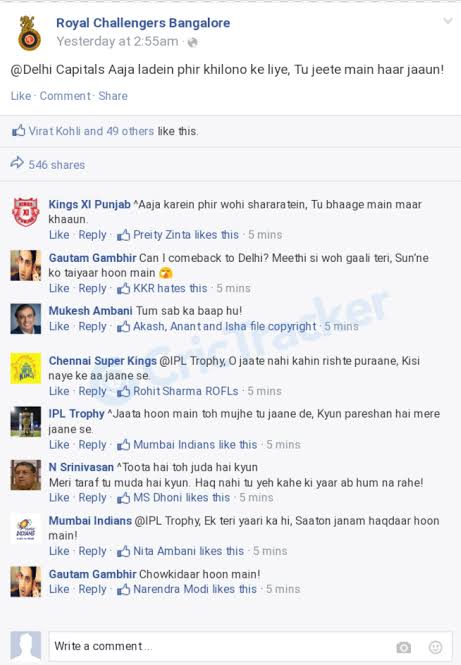 Royal Challengers Bangalore
Yesterday at 2:55am ·
@Delhi Capitals Aaja ladein phir khilono ke liye, Tu jeete main haar jaaun!
Like · Comment · Share
Virat Kohli and 49 others like this.
546 shares
Kings XI Punjab ^Aaja karein phir wohi shararatein, Tu bhaage main maar
khaaun.
Like · Reply · Preity Zinta likes this · 5 mins
Gautam Gambhir Can I comeback to Delhi? Meethi si woh gaali teri, Sun'ne
ko taiyaar hoon main 🫣
Like · Reply · KKR hates this · 5 mins
Mukesh Ambani Tum sab ka baap hu!
Like · Reply · Akash, Anant and Isha file copyright · 5 mins
Chennai Super Kings @IPL Trophy, O jaate nahi kahin rishte puraane, Kisi
naye ke aa jaane se.
Like · Reply · Rohit Sharma ROFLs · 5 mins
IPL Trophy ^Jaata hoon main toh mujhe tu jaane de, Kyun pareshan hai mere
jaane se.
Like · Reply · Mumbai Indians like this · 5 mins
N Srinivasan ^Toota hai toh juda hai kyun
Meri taraf tu muda hai kyun. Haq nahi tu yeh kahe ki yaar ab hum na rahe!
Like · Reply · MS Dhoni likes this · 5 mins
Mumbai Indians @IPL Trophy, Ek teri yaari ka hi, Saaton janam haqdaar hoon
main!
Like · Reply · Nita Ambani likes this · 5 mins
Gautam Gambhir Chowkidaar hoon main!
Like · Reply · Narendra Modi likes this · 5 mins
Write a comment ...
CricTracker